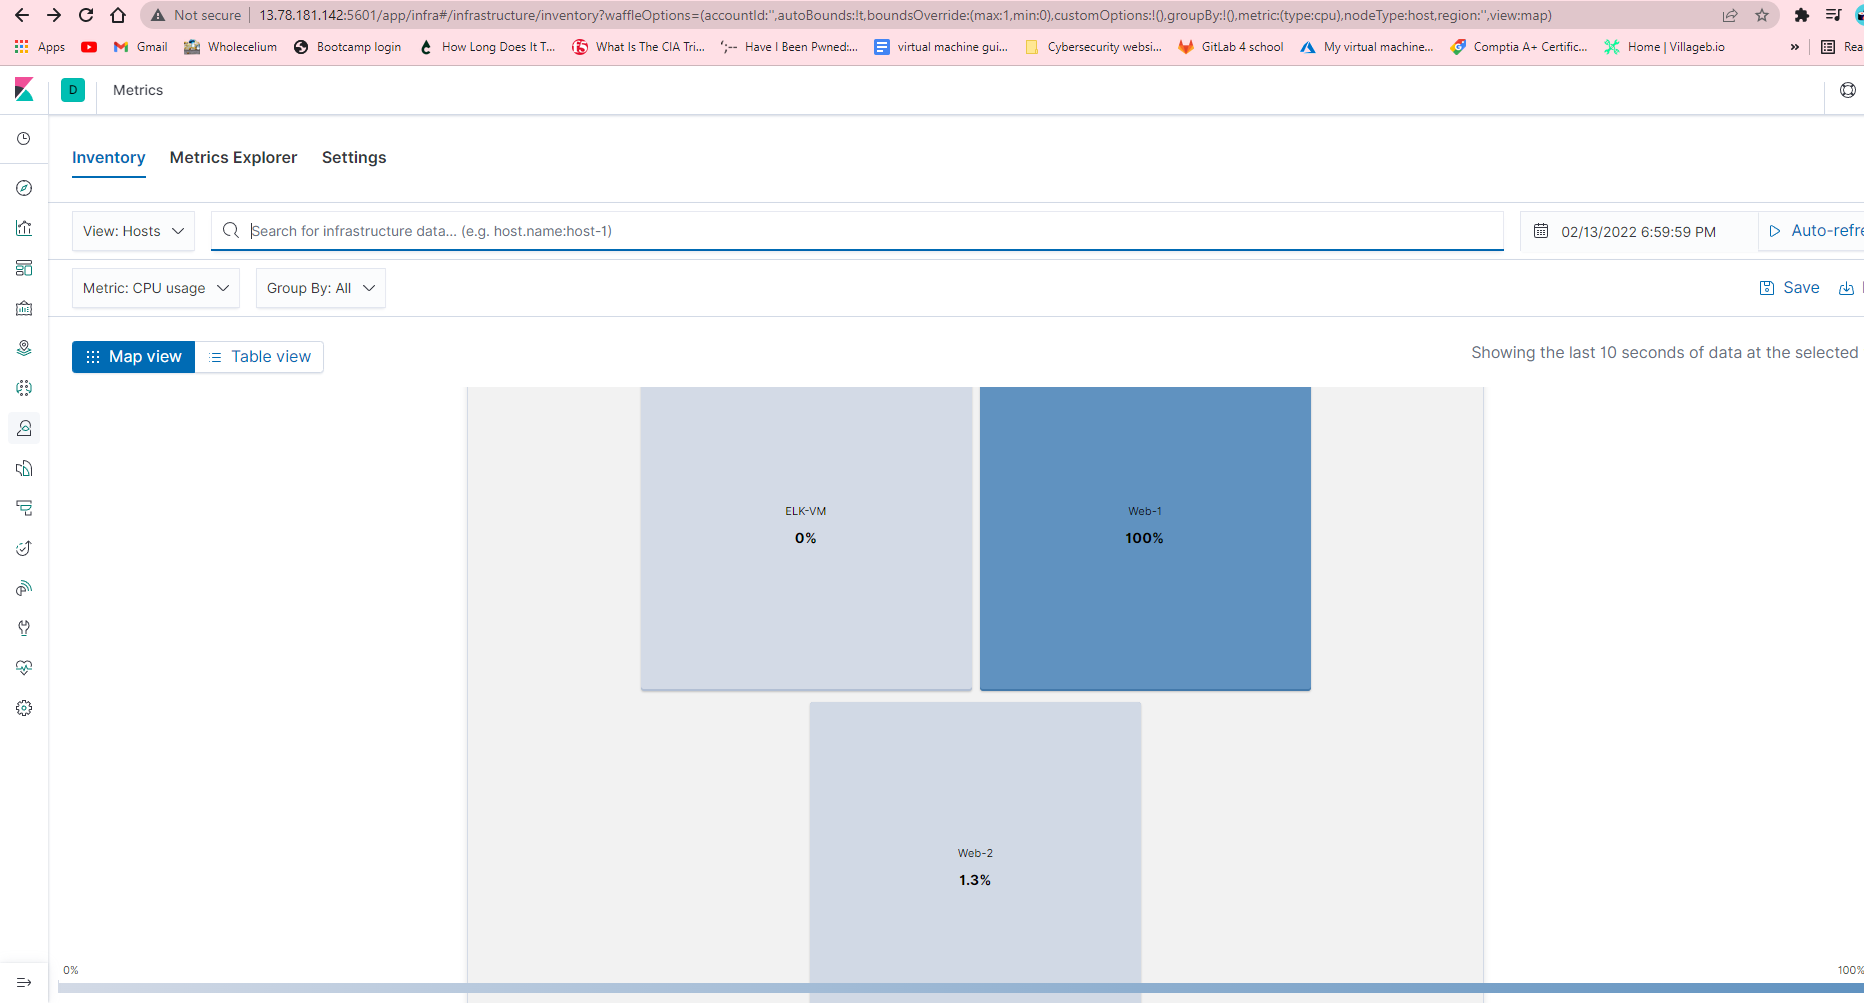 Not secure | 13.78.181.142:5601/app/infra#/infrastructure/inventory?waffleOptions=(accountId:'',autoBounds:!t,boundsOverride:(max:1,min:0),customOptions:!(),groupBy:!(),metric:(type:cpu),nodeType:host,region:'',view:map)
Apps Gmail Wholecelium Bootcamp login How Long Does It T... What Is The CIA Tri... Have I Been Pwned:... virtual machine gui... Cybersecurity websi... GitLab 4 school My virtual machine... Comptia A+ Certific... Home | Villageb.io » Rea
D Metrics
Inventory Metrics Explorer Settings
View: Hosts Search for infrastructure data... (e.g. host.name:host-1) 02/13/2022 6:59:59 PM Auto-refre
Metric: CPU usage Group By: All Save
Map view Table view Showing the last 10 seconds of data at the selected
ELK-VM Web-1
0% 100%
Web-2
1.3%
0% 100%